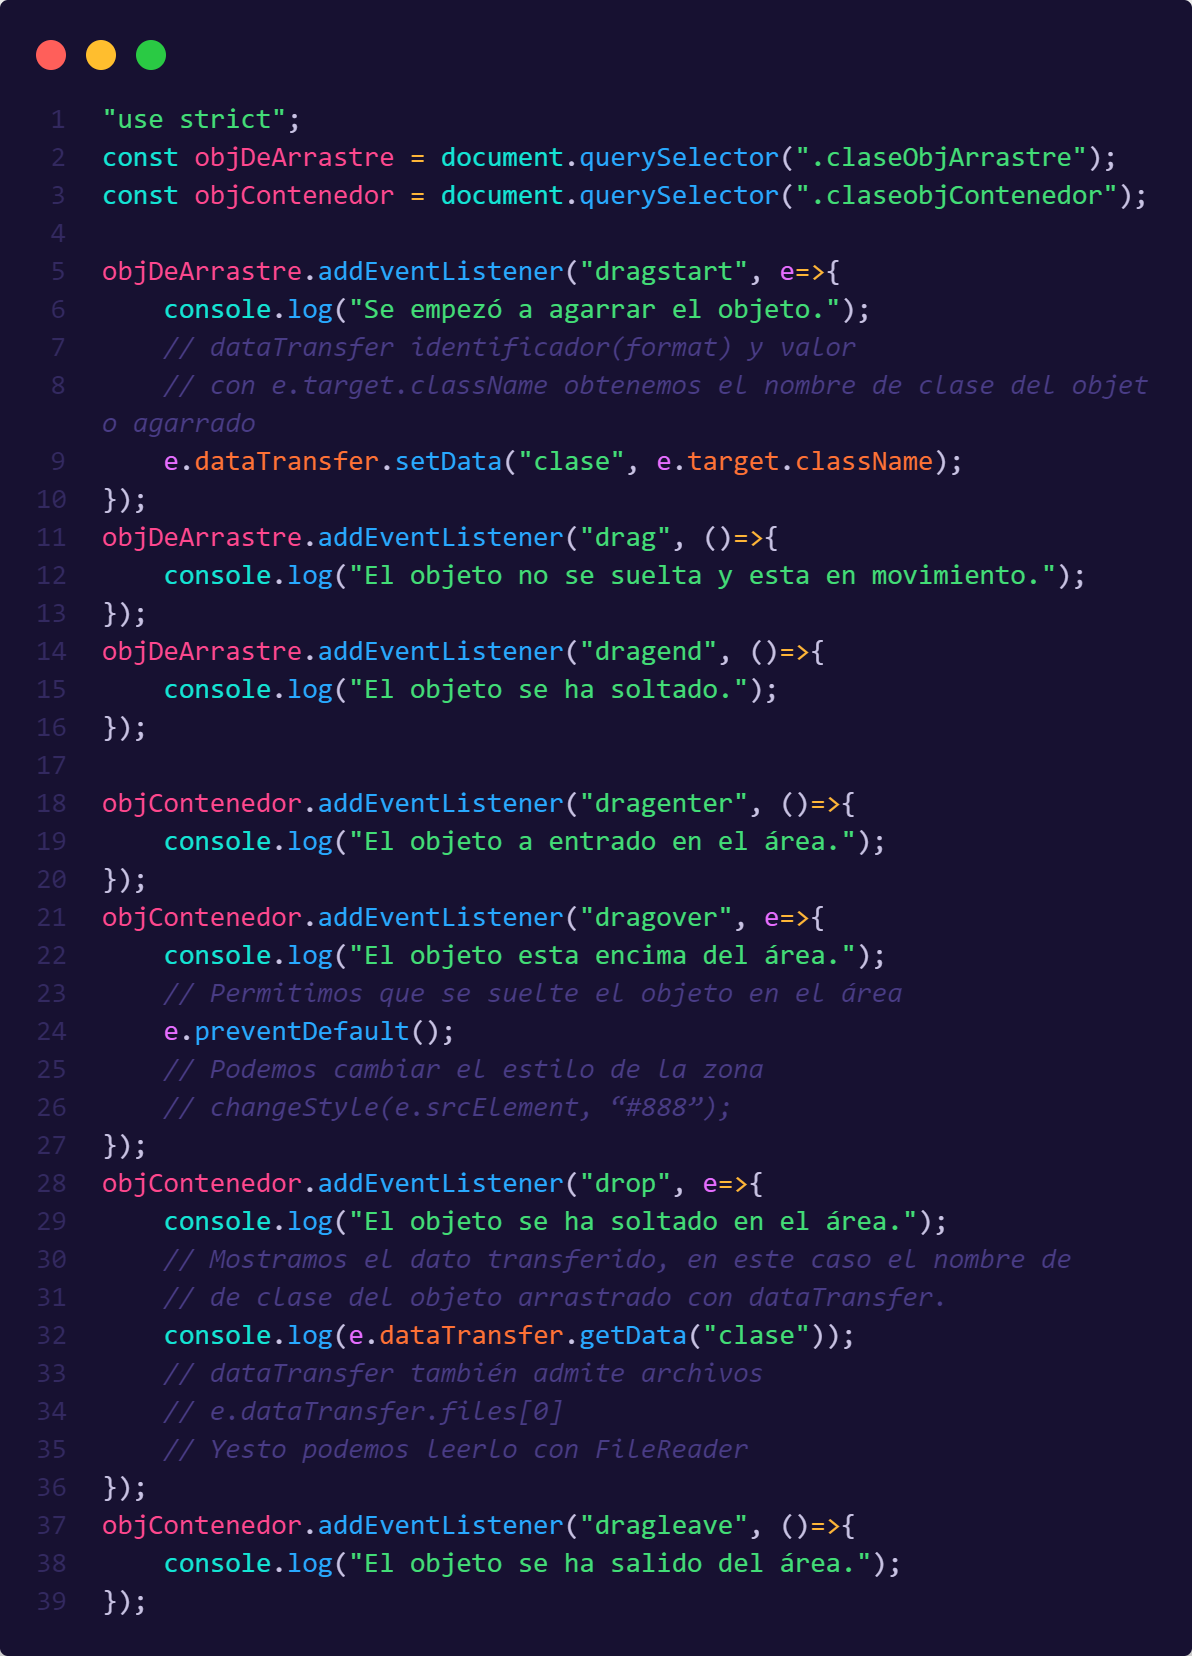 1 "use strict";
2 const objDeArrastre = document.querySelector(".claseObjArrastre");
3 const objContenedor = document.querySelector(".claseobjContenedor");
4
5 objDeArrastre.addEventListener("dragstart", e=>{
6     console.log("Se empezó a agarrar el objeto.");
7     // dataTransfer identificador(format) y valor
8     // con e.target.className obtenemos el nombre de clase del objet
o agarrado
9     e.dataTransfer.setData("clase", e.target.className);
10 });
11 objDeArrastre.addEventListener("drag", ()=>{
12     console.log("El objeto no se suelta y esta en movimiento.");
13 });
14 objDeArrastre.addEventListener("dragend", ()=>{
15     console.log("El objeto se ha soltado.");
16 });
17
18 objContenedor.addEventListener("dragenter", ()=>{
19     console.log("El objeto a entrado en el área.");
20 });
21 objContenedor.addEventListener("dragover", e=>{
22     console.log("El objeto esta encima del área.");
23     // Permitimos que se suelte el objeto en el área
24     e.preventDefault();
25     // Podemos cambiar el estilo de la zona
26     // changeStyle(e.srcElement, “#888”);
27 });
28 objContenedor.addEventListener("drop", e=>{
29     console.log("El objeto se ha soltado en el área.");
30     // Mostramos el dato transferido, en este caso el nombre de
31     // de clase del objeto arrastrado con dataTransfer.
32     console.log(e.dataTransfer.getData("clase"));
33     // dataTransfer también admite archivos
34     // e.dataTransfer.files[0]
35     // Yesto podemos leerlo con FileReader
36 });
37 objContenedor.addEventListener("dragleave", ()=>{
38     console.log("El objeto se ha salido del área.");
39 });